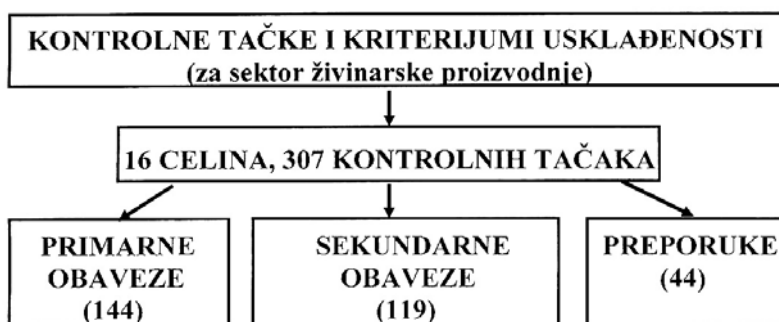 KONTROLNE TAČKE I KRITERIJUMI USKLAĐENOSTI
(za sektor živinarske proizvodnje)
16 CELINA, 307 KONTROLNIH TAČAKA
PRIMARNE
OBAVEZE
(144)
SEKUNDARNE
OBAVEZE
(119)
PREPORUKE
(44)